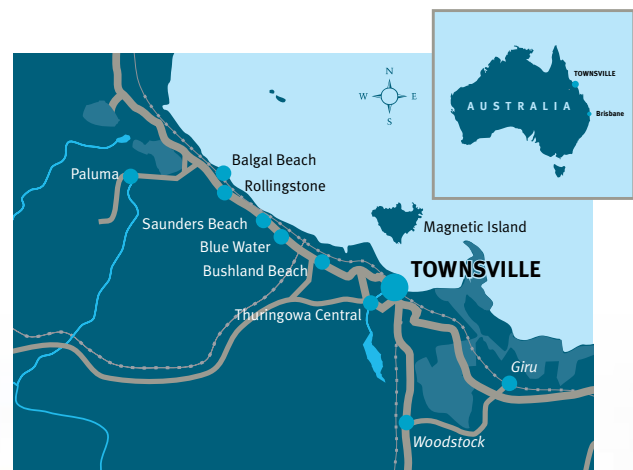 TOWNSVILLE
AUSTRALIA
Brisbane
N
W E
S
Balgal Beach
Paluma
Rollingstone
Saunders Beach
Magnetic Island
Blue Water
Bushland Beach
TOWNSVILLE
Thuringowa Central
Giru
Woodstock